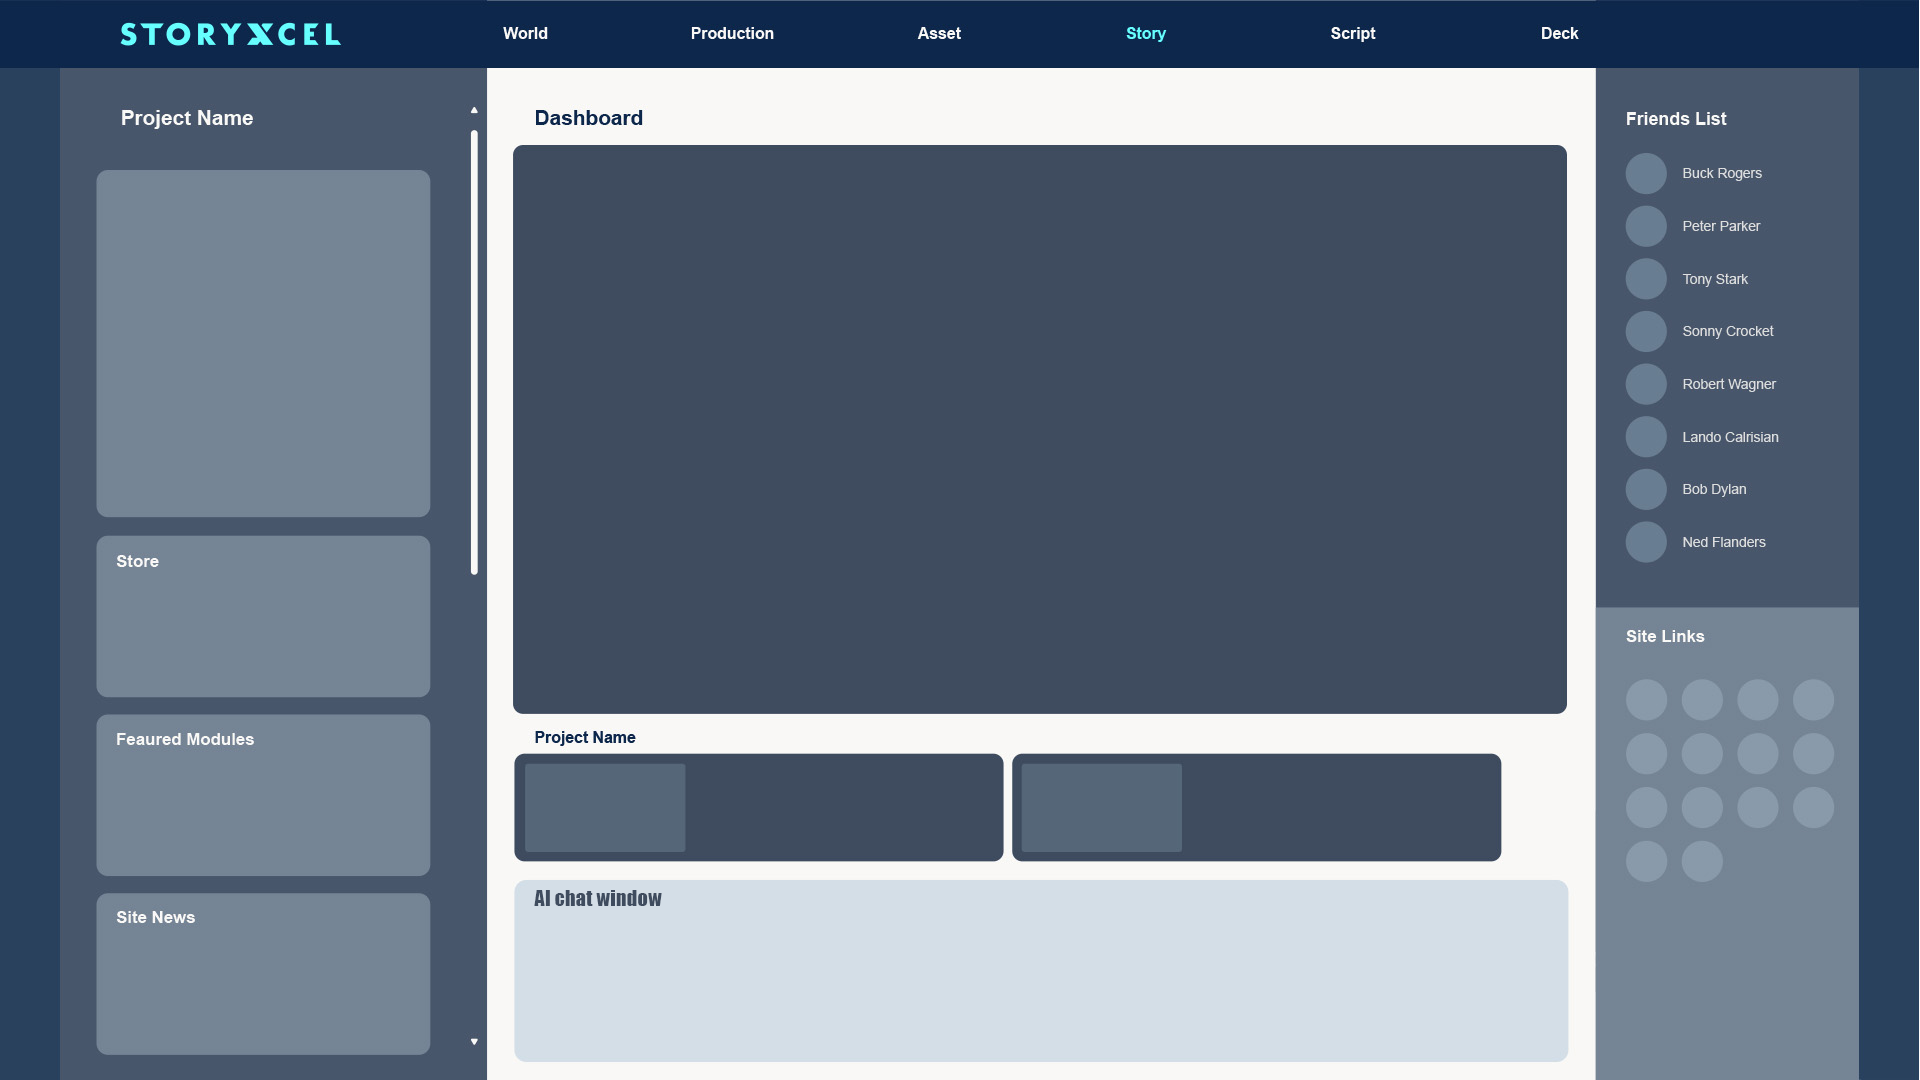 STORYXCEL
World
Production
Asset
Story
Script
Deck
Project Name
Store
Feaured Modules
Site News
Dashboard
Project Name
AI chat window
Friends List
Buck Rogers
Peter Parker
Tony Stark
Sonny Crocket
Robert Wagner
Lando Calrisian
Bob Dylan
Ned Flanders
Site Links